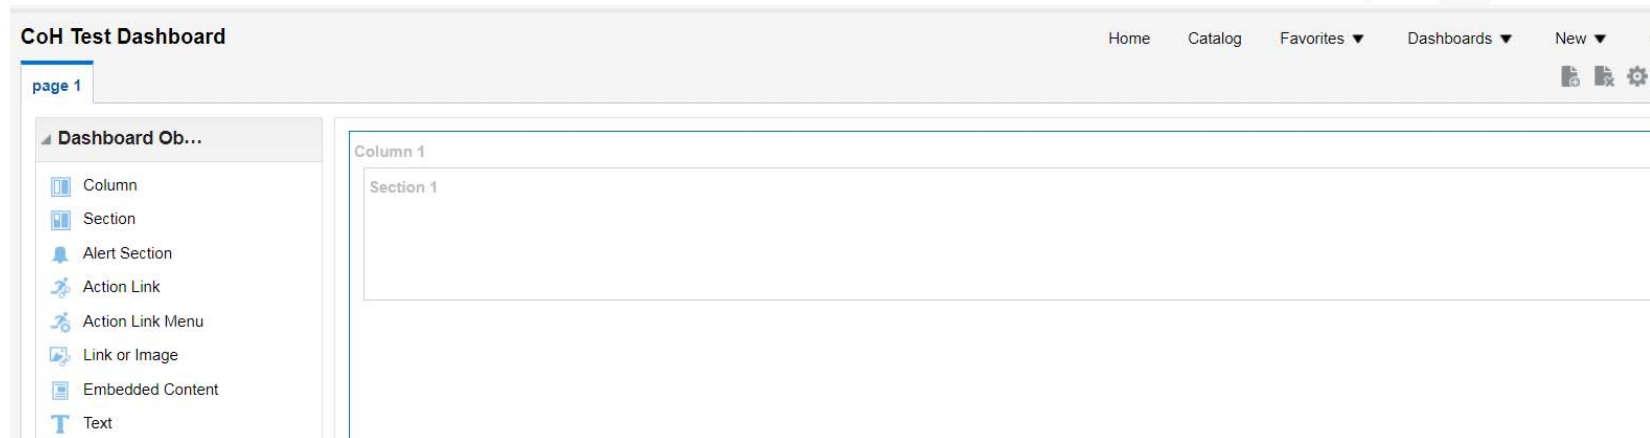 CoH Test Dashboard
Home Catalog Favorites Dashboards New
page 1
Dashboard Ob...
Column
Section
Alert Section
Action Link
Action Link Menu
Link or Image
Embedded Content
Text
Column 1
Section 1